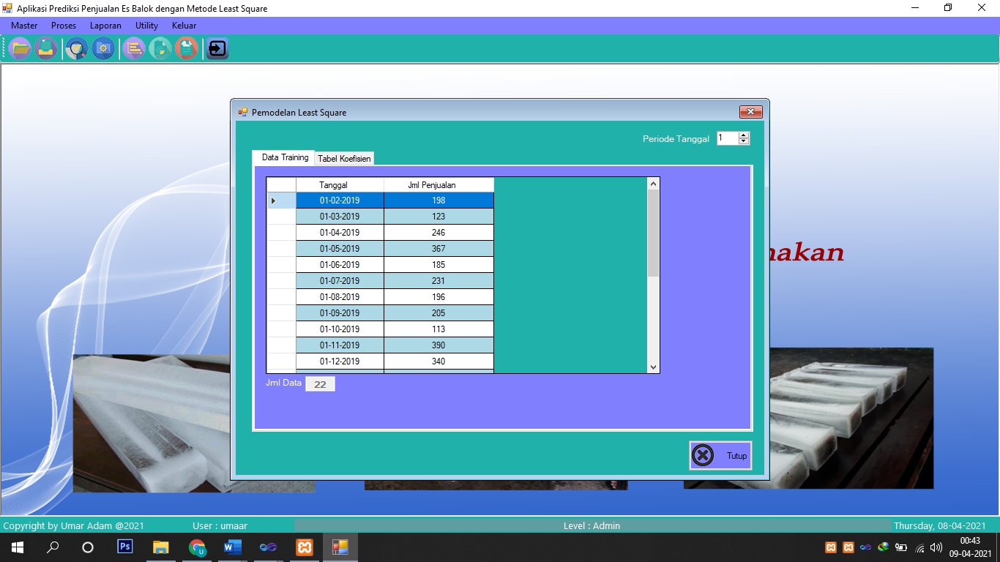 Aplikasi Prediksi Penjualan Es Balok dengan Metode Least Square
Master Proses Laporan Utility Keluar
Pemodelan Least Square
Periode Tanggal 1
Data Training Tabel Koefisien
Tanggal Jml Penjualan
01-02-2019 198
01-03-2019 123
01-04-2019 246
01-05-2019 367
01-06-2019 185
01-07-2019 231
01-08-2019 196
01-09-2019 205
01-10-2019 113
01-11-2019 390
01-12-2019 340
Jml Data 22
nakan
Tutup
Copyright by Umar Adam @2021 User : umaar Level : Admin Thursday, 08-04-2021
Ps
U
W
00:43
09-04-2021